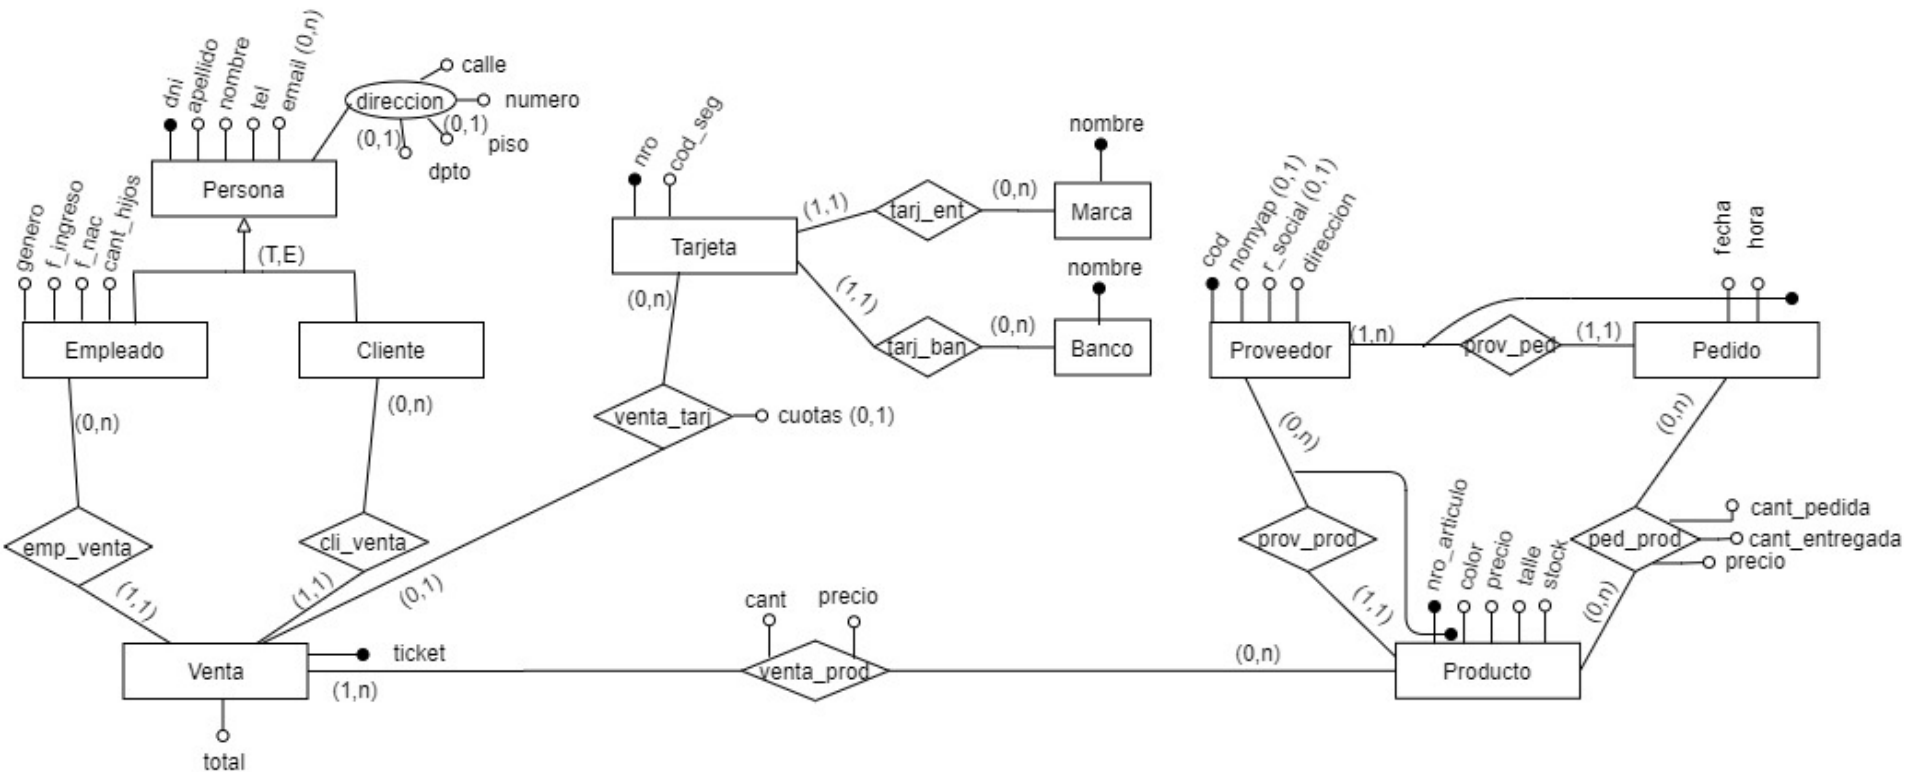 dni
apellido
nombre
tel
email (0,n)
direccion
calle
numero
(0,1)
piso
(0,1)
dpto
Persona
(T,E)
genero
f_ingreso
f_nac
cant_hijos
Empleado
Cliente
(0,n)
(0,n)
emp_venta
cli_venta
(1,1)
(1,1)
(0,1)
Venta
ticket
(1,n)
total
nro
cod_seg
Tarjeta
(1,1)
tarj_ent
(0,n)
nombre
Marca
(1,1)
tarj_ban
(0,n)
nombre
Banco
(0,n)
venta_tarj
cuotas (0,1)
cant
precio
venta_prod
(0,n)
cod
nomyap (0,1)
r_social (0,1)
direccion
Proveedor
(1,n)
prov_ped
(1,1)
fecha
hora
Pedido
(0,n)
prov_prod
(1,1)
(0,n)
ped_prod
cant_pedida
cant_entregada
precio
(0,n)
nro_articulo
color
precio
talle
stock
Producto